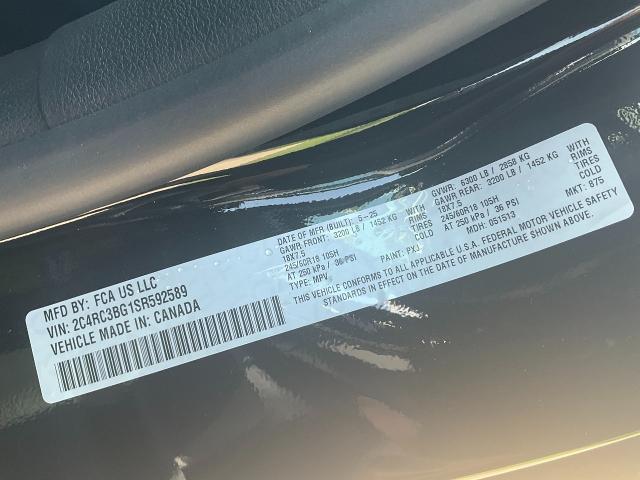 MFD BY: FCA US LLC
VIN: 2C4RC3BG1SR592589
VEHICLE MADE IN: CANADA
DATE OF MFR (BUILT): 5-25
GAWR FRONT: 3200 LB / 1452 KG WITH
18X7.5 RIMS
245/60R18 105H TIRES
AT 250 kPa / 36 PSI COLD
TYPE: MPV
GVWR: 6300 LB / 2858 KG
GAWR REAR: 3200 LB / 1452 KG WITH
18X7.5 RIMS
245/60R18 105H TIRES
AT 250 kPa / 36 PSI COLD
PAINT: PXJ MDH: 051513 MKT: 875
THIS VEHICLE CONFORMS TO ALL APPLICABLE U.S.A. FEDERAL MOTOR VEHICLE SAFETY
STANDARDS IN EFFECT ON THE DATE OF MANUFACTURE SHOWN ABOVE.